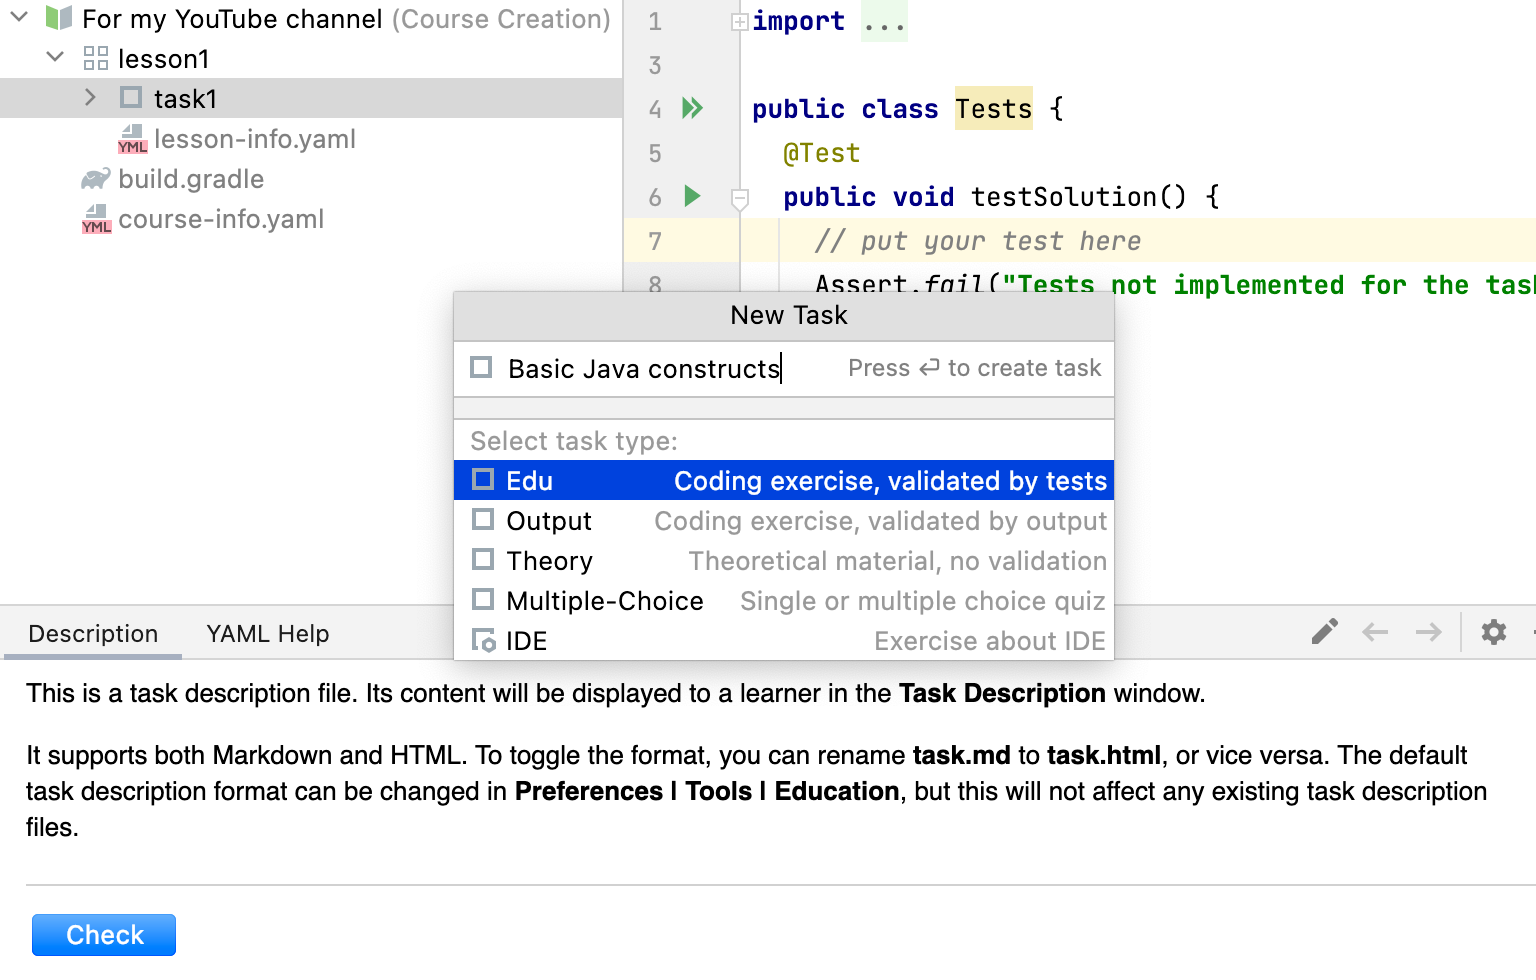 For my YouTube channel (Course Creation)
lesson1
task1
YML lesson-info.yaml
build.gradle
YML course-info.yaml
1 import ...
3
4 public class Tests {
5 @Test
6 public void testSolution() {
7 // put your test here
8 Assert.fail("Tests not implemented for the tas
New Task
Basic Java constructs Press ⏎ to create task
Select task type:
Edu Coding exercise, validated by tests
Output Coding exercise, validated by output
Theory Theoretical material, no validation
Multiple-Choice Single or multiple choice quiz
IDE Exercise about IDE
Description YAML Help
This is a task description file. Its content will be displayed to a learner in the Task Description window.
It supports both Markdown and HTML. To toggle the format, you can rename task.md to task.html, or vice versa. The default
task description format can be changed in Preferences | Tools | Education, but this will not affect any existing task description
files.
Check